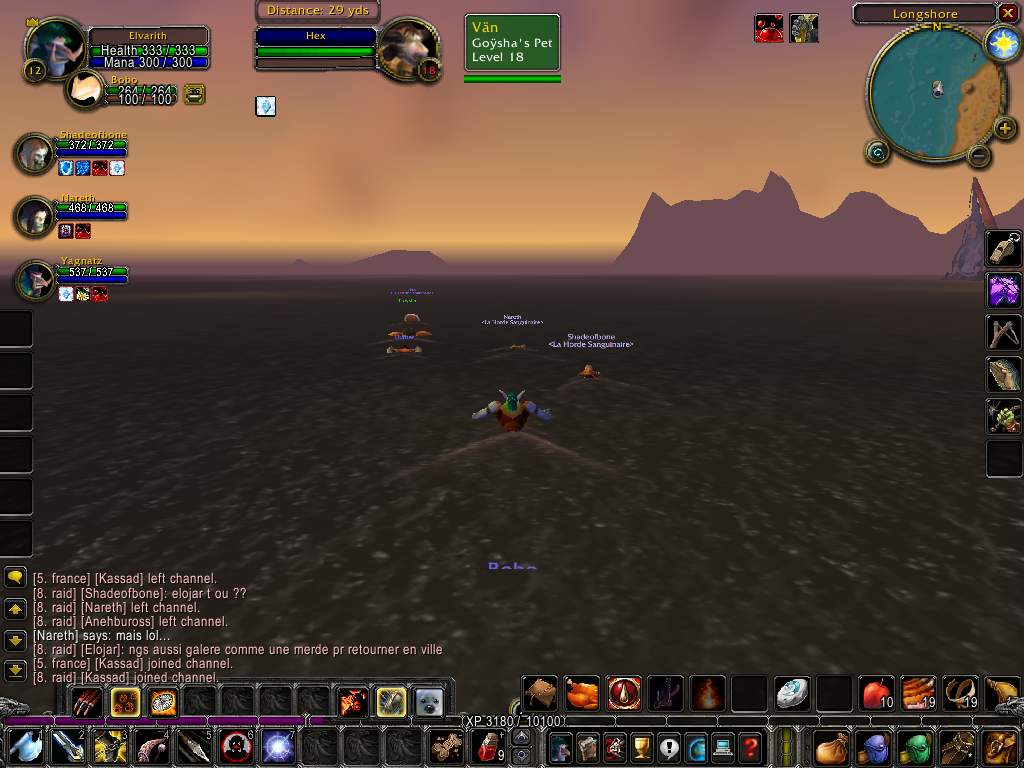 Distance: 29 yds
Elvarith
Health 333 / 333
Mana 300 / 300
12
Hex
18
Vän
Goÿsha's Pet
Level 18
Longshore
N
Bobo
264 / 264
100 / 100
Shadeofbone
372 / 372
Nareth
468 / 468
Yagnatz
537 / 537
Nareth
<La Horde Sanguinaire>
Shadeofbone
<La Horde Sanguinaire>
Bobo
[5. france] [Kassad] left channel.
[8. raid] [Shadeofbone]: elojar t ou ??
[8. raid] [Nareth] left channel.
[8. raid] [Anehbuross] left channel.
[Nareth] says: mais lol...
[8. raid] [Elojar]: ngs aussi galere comme une merde pr retourner en ville
[5. france] [Kassad] joined channel.
[8. raid] [Kassad] joined channel.
10
19
19
XP 3180 / 10100
9